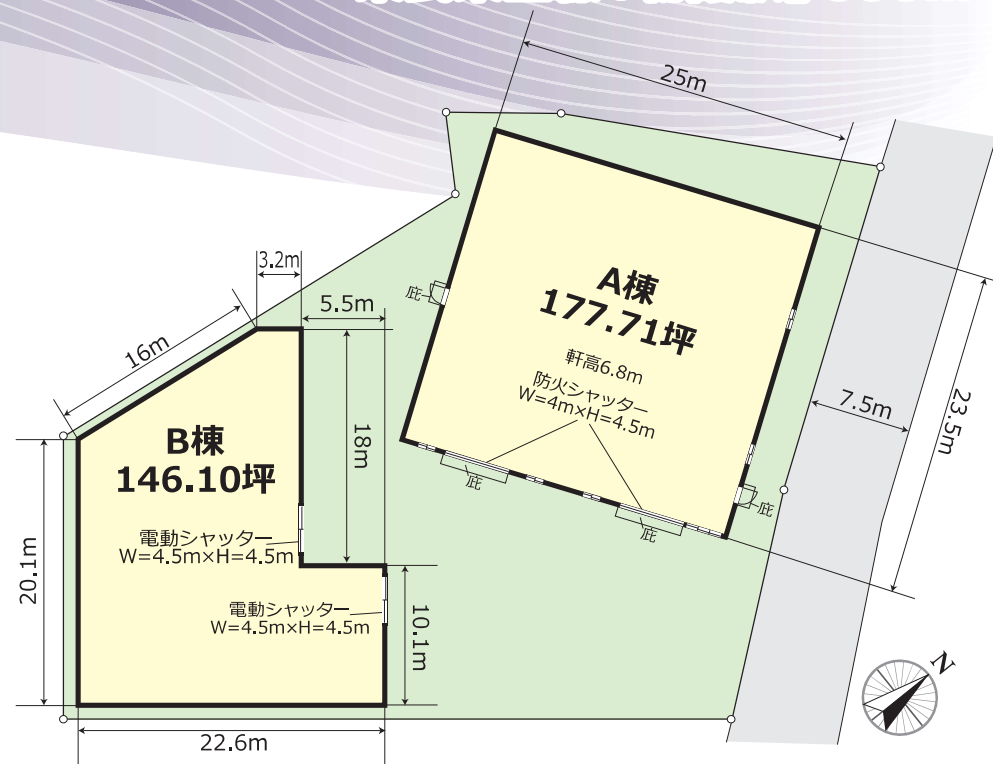 25m
3.2m
5.5m
庇
A棟
177.71坪
16m
軒高6.8m
防火シャッター
W=4m×H=4.5m
7.5m
23.5m
B棟
146.10坪
18m
庇
庇
庇
電動シャッター
W=4.5m×H=4.5m
20.1m
電動シャッター
W=4.5m×H=4.5m
10.1m
N
22.6m